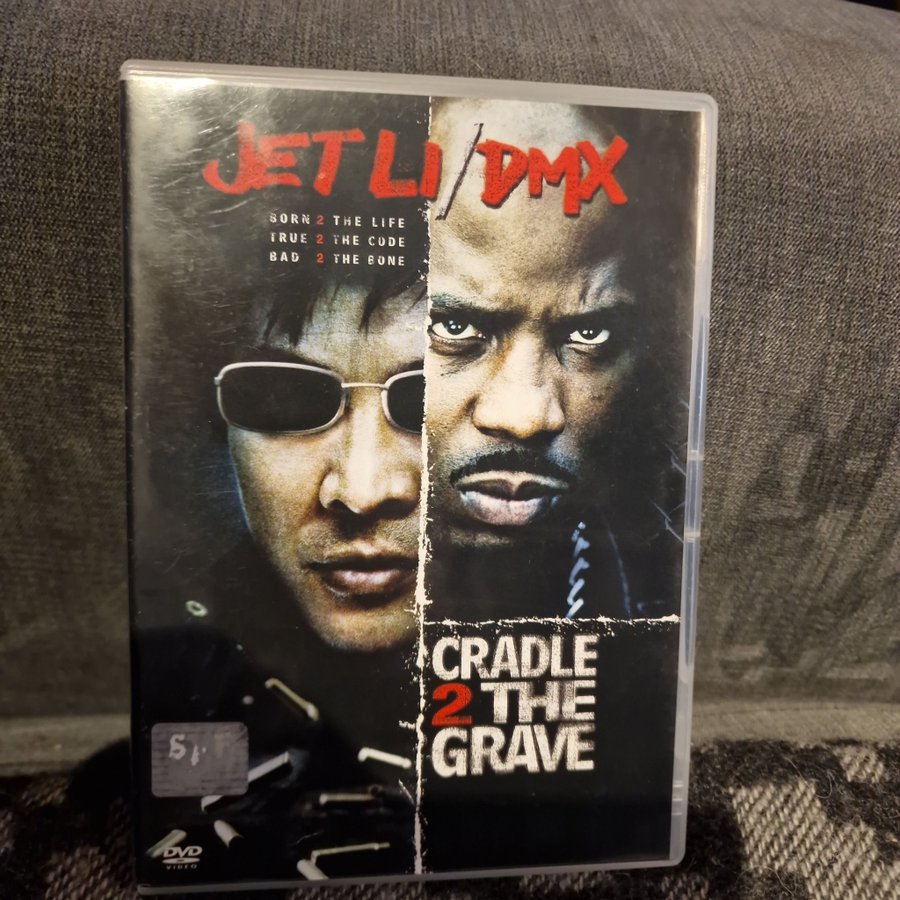 JET LI/DMX
BORN 2 THE LIFE
TRUE 2 THE CODE
BAD 2 THE BONE
CRADLE
2 THE
GRAVE
DVD
VIDEO